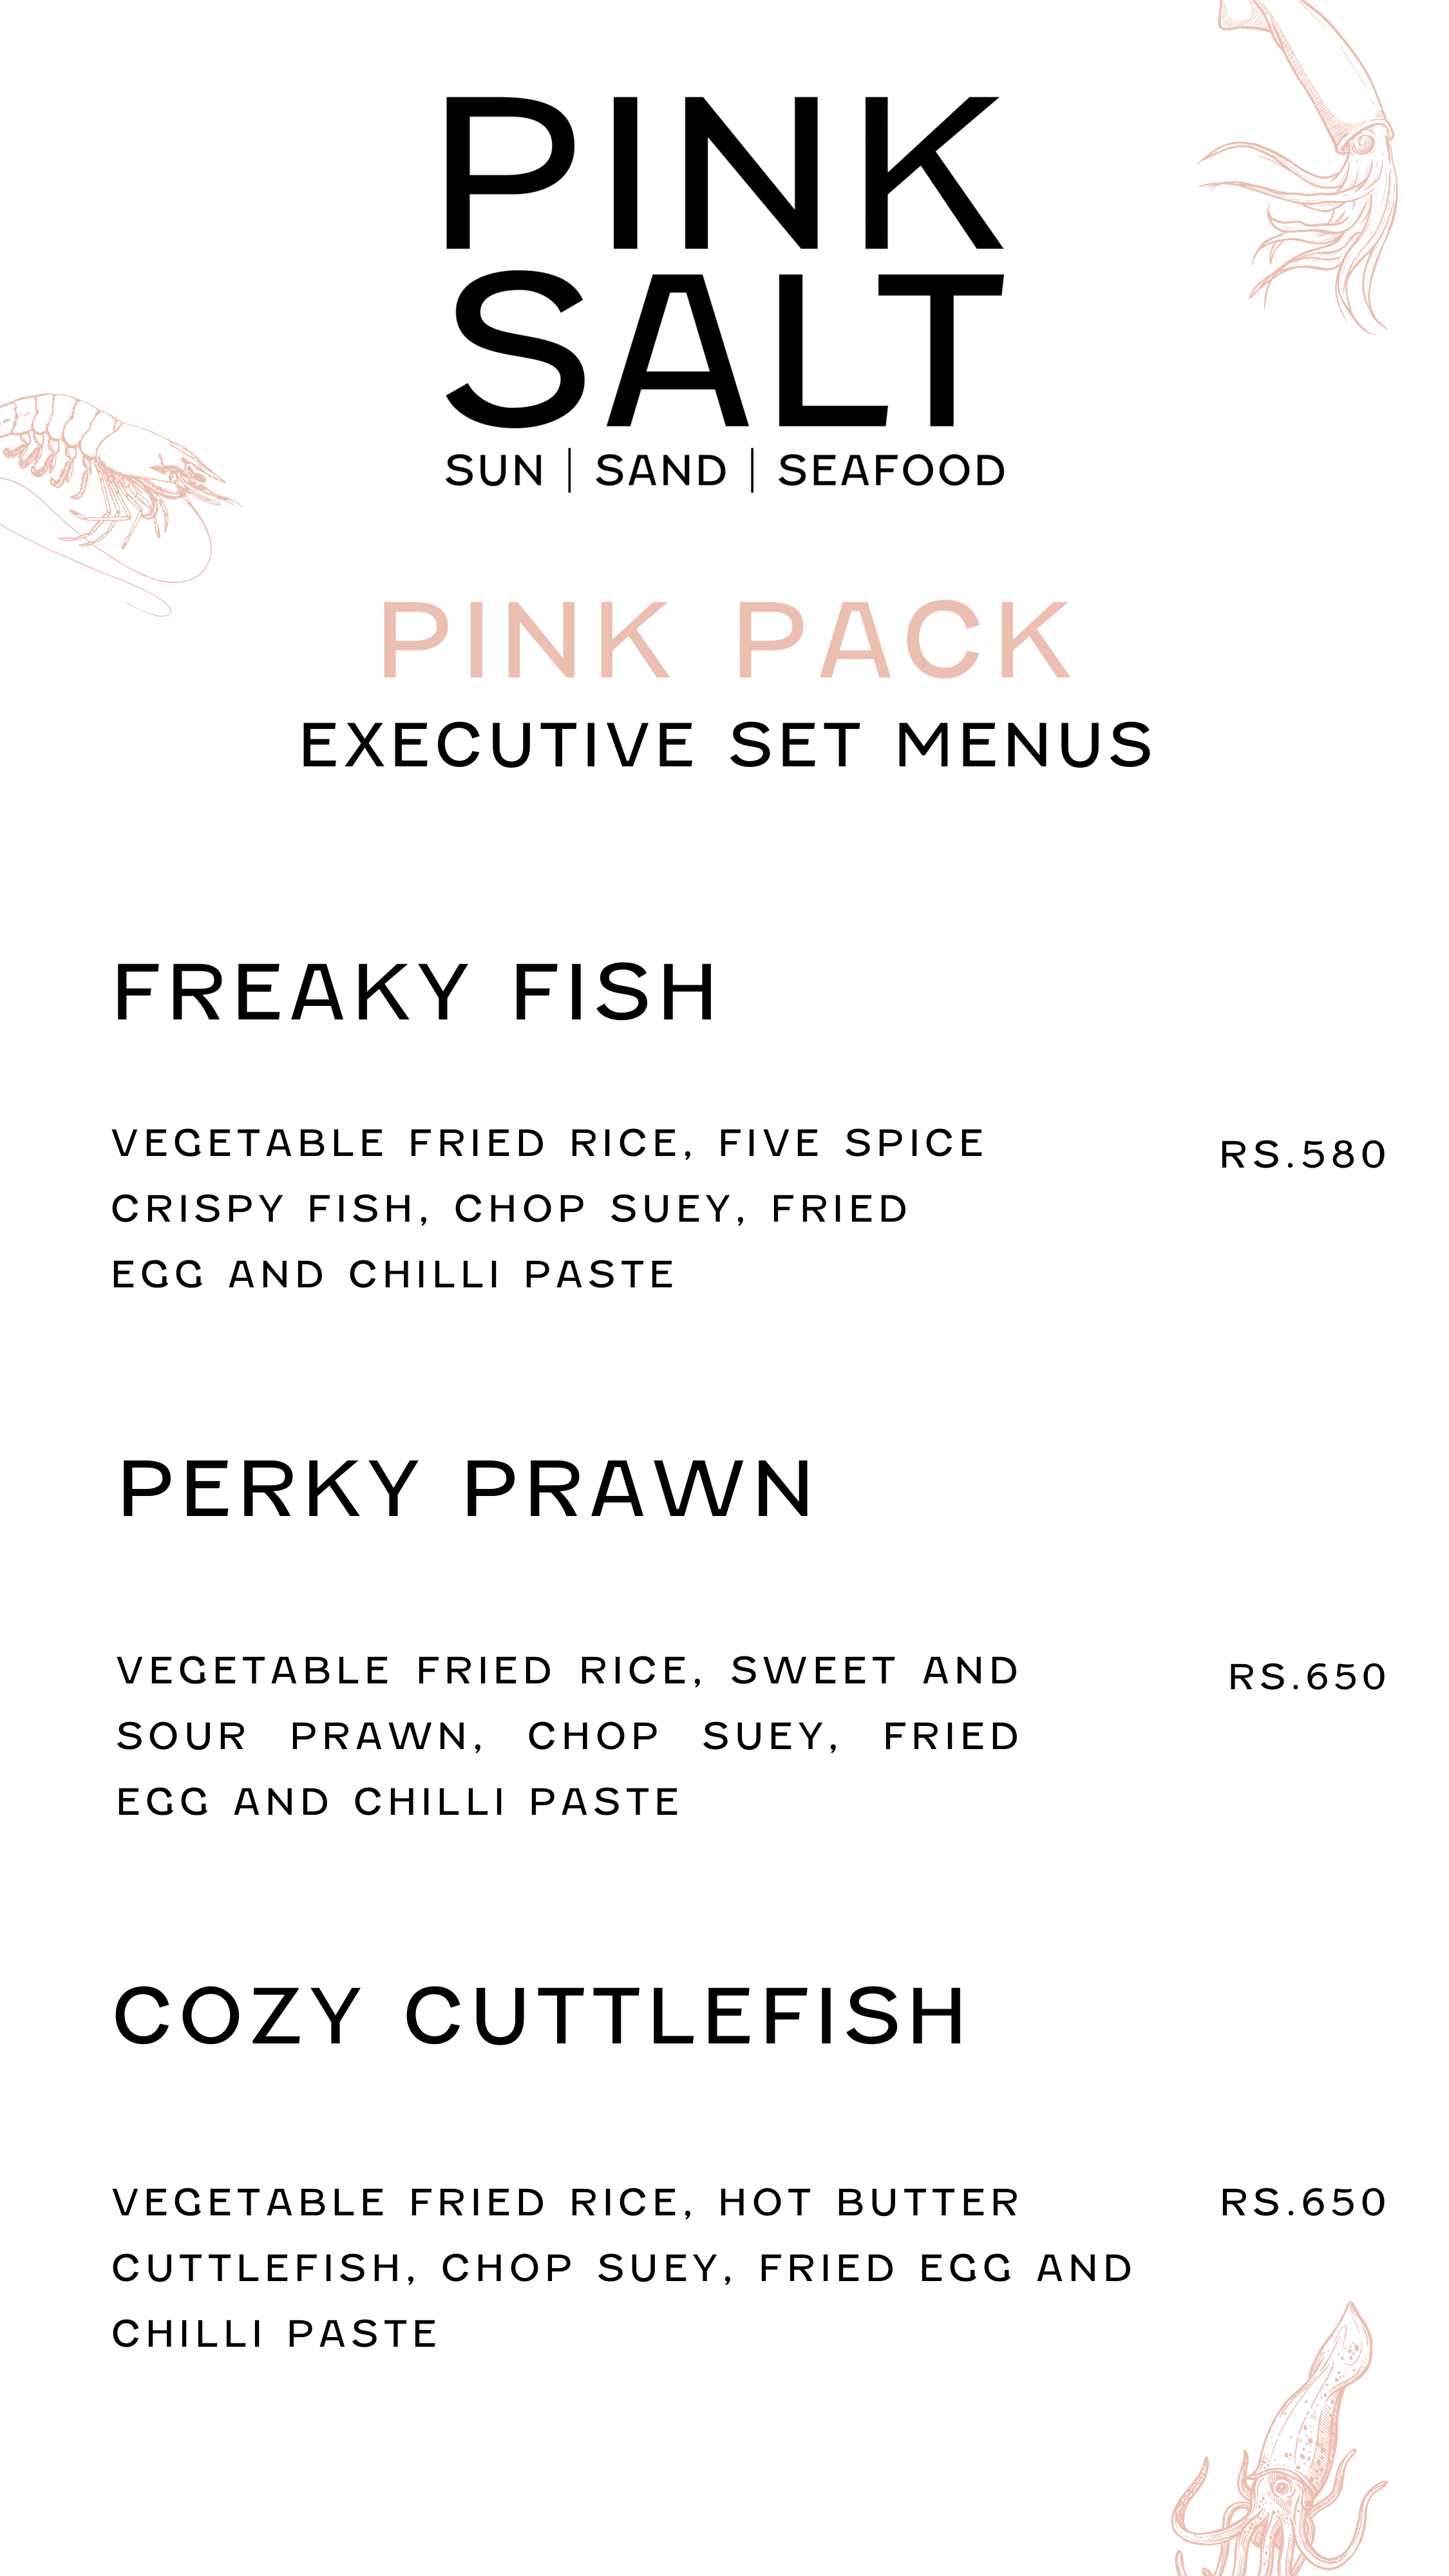 PINK
SALT
SUN | SAND | SEAFOOD
PINK PACK
EXECUTIVE SET MENUS
FREAKY FISH
VEGETABLE FRIED RICE, FIVE SPICE
RS.580
CRISPY FISH, CHOP SUEY, FRIED
EGG AND CHILLI PASTE
PERKY PRAWN
VEGETABLE FRIED RICE, SWEET AND
RS.650
SOUR PRAWN, CHOP SUEY, FRIED
EGG AND CHILLI PASTE
COZY CUTTLEFISH
VEGETABLE FRIED RICE, HOT BUTTER
RS.650
CUTTLEFISH, CHOP SUEY, FRIED EGG AND
CHILLI PASTE